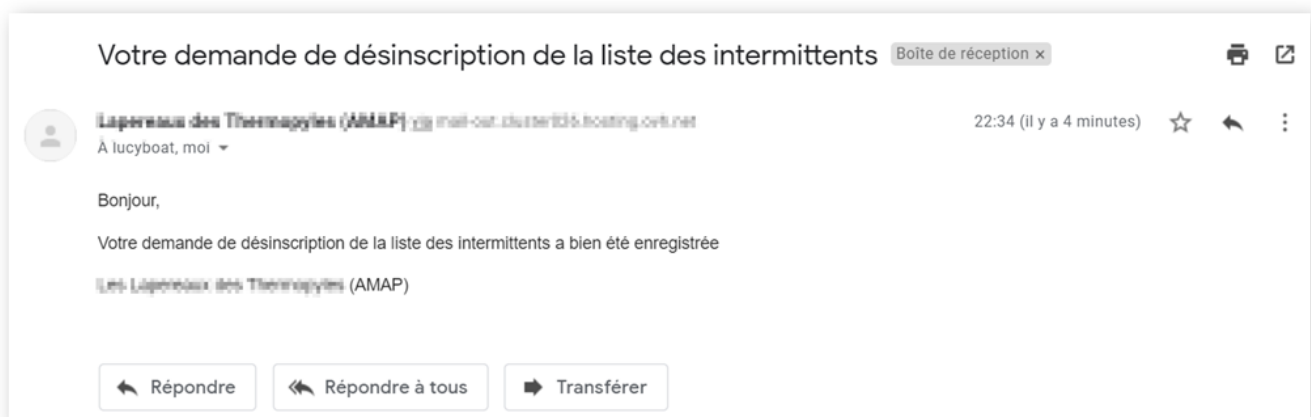 Votre demande de désinscription de la liste des intermittents Boîte de réception ×
22:34 (il y a 4 minutes)
À lucyboat, moi
Bonjour,
Votre demande de désinscription de la liste des intermittents a bien été enregistrée
(AMAP)
Répondre Répondre à tous Transférer